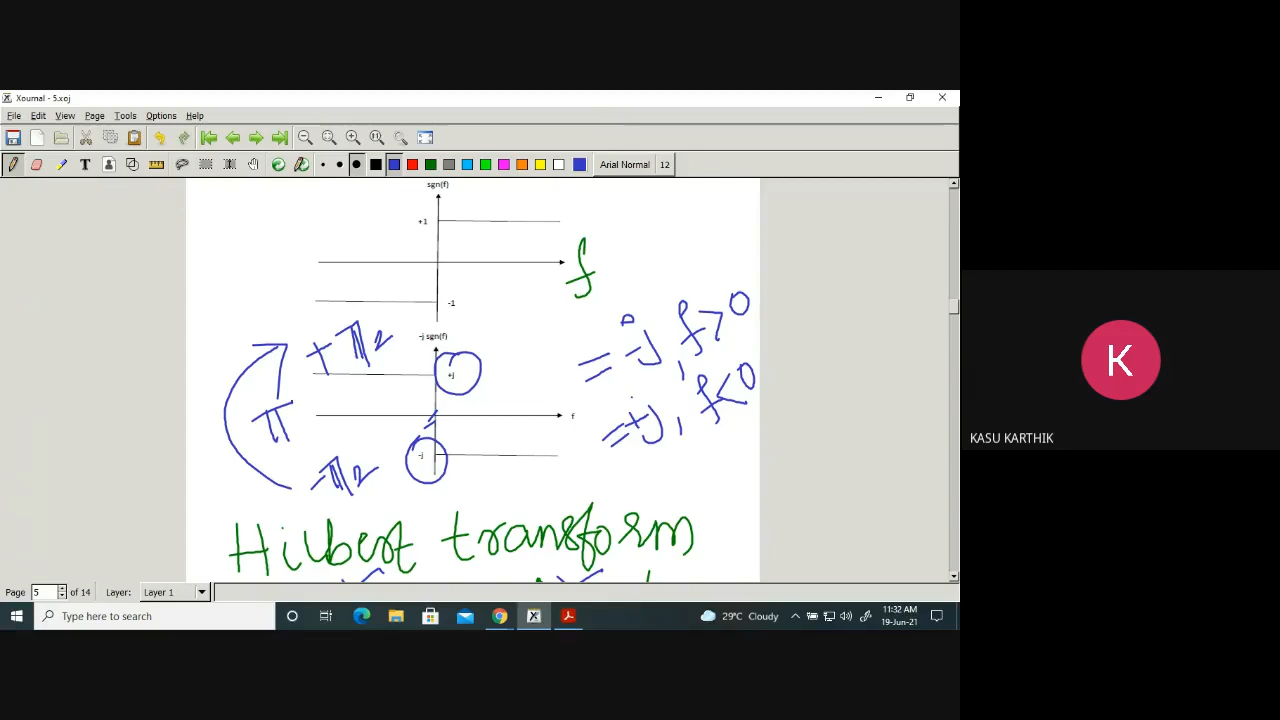 Xournal - 5.xoj
File Edit View Page Tools Options Help
Arial Normal 12
sgn(f)
+1
f
-1
-j sgn(f)
+π/2
+j
= -j, f>0
π
f
= +j, f<0
-j
-π/2
Hilbert transform
Page 5 of 14 Layer: Layer 1
Type here to search
29°C Cloudy
11:32 AM
19-Jun-21
K
KASU KARTHIK